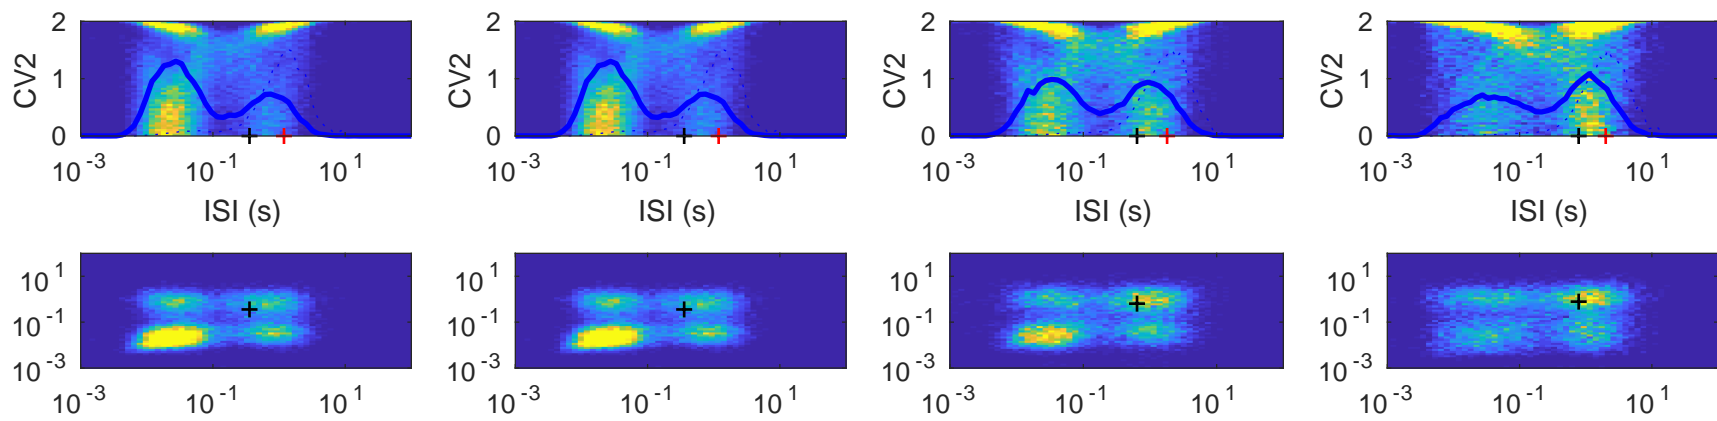 2 2 2 2
CV2 CV2 CV2 CV2
1 1 1 1
0 0 0 0
10^-3 10^-1 10^1 10^-3 10^-1 10^1 10^-3 10^-1 10^1 10^-3 10^-1 10^1
ISI (s) ISI (s) ISI (s) ISI (s)
10^1 10^1 10^1 10^1
10^-1 10^-1 10^-1 10^-1
10^-3 10^-3 10^-3 10^-3
10^-3 10^-1 10^1 10^-3 10^-1 10^1 10^-3 10^-1 10^1 10^-3 10^-1 10^1